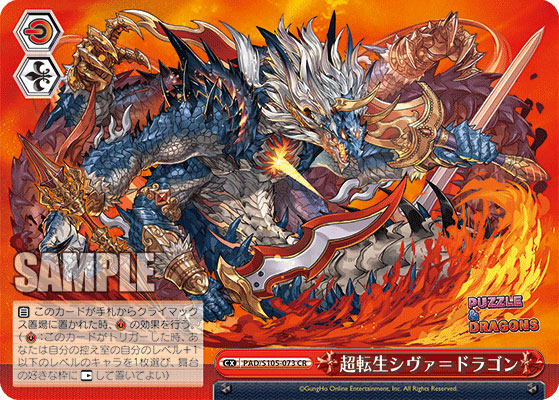 SAMPLE
このカードが手札からクライマックス置場に置かれた時、の効果を行う。
(:このカードがトリガーした時、あなたは自分の控え室の自分のレベル+1以下のレベルのキャラを1枚選び、舞台の好きな枠にして置いてよい)
PUZZLE & DRAGONS
CX PAD/S105-073 CR
超転生シヴァ=ドラゴン
©GungHo Online Entertainment, Inc. All Rights Reserved.